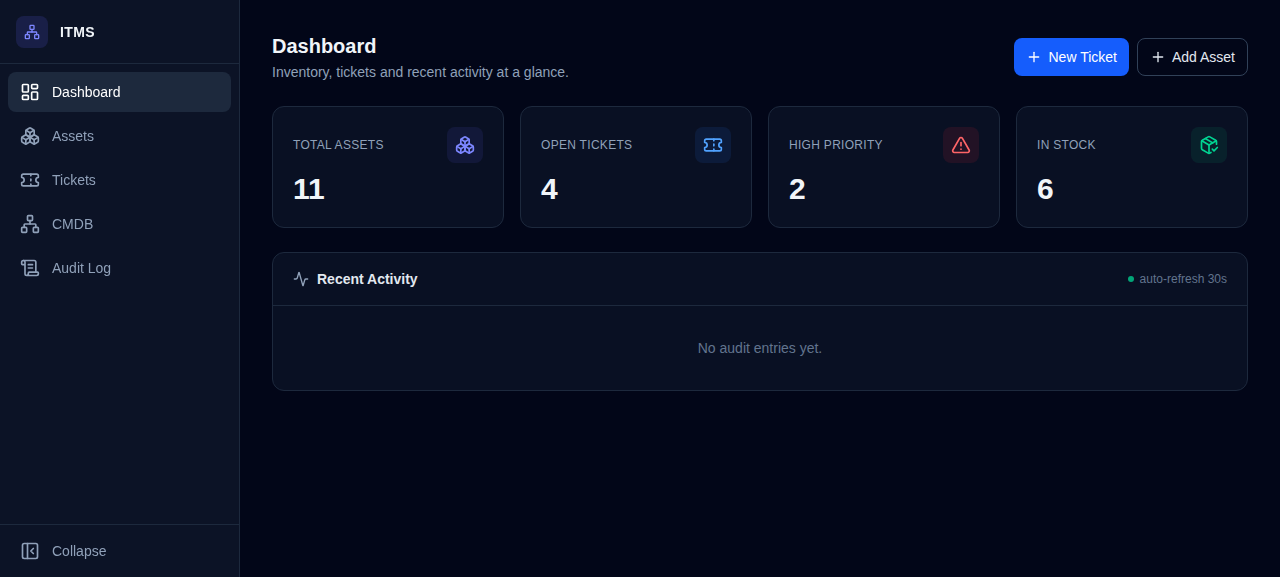 ITMS
Dashboard
Assets
Tickets
CMDB
Audit Log
Collapse
Dashboard
Inventory, tickets and recent activity at a glance.
New Ticket
Add Asset
TOTAL ASSETS
11
OPEN TICKETS
4
HIGH PRIORITY
2
IN STOCK
6
Recent Activity
auto-refresh 30s
No audit entries yet.